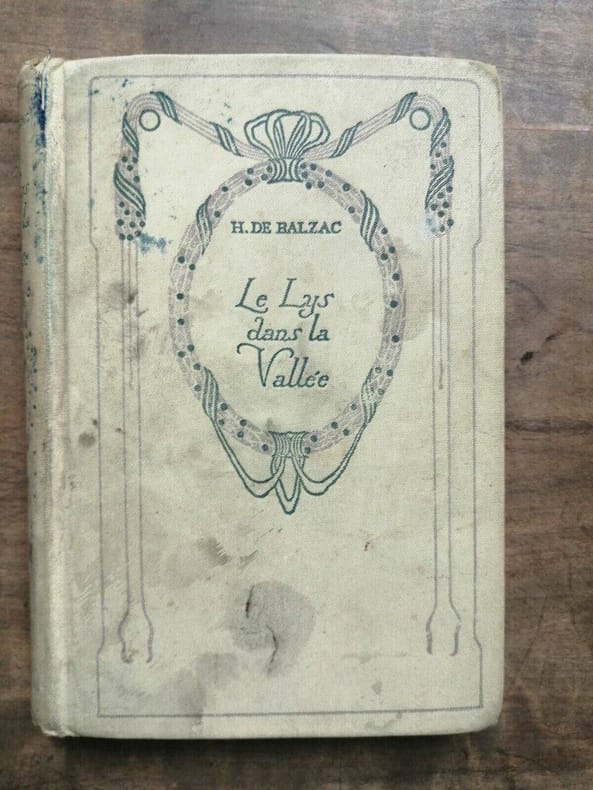 H. DE BALZAC
Le Lys
dans la
Vallée